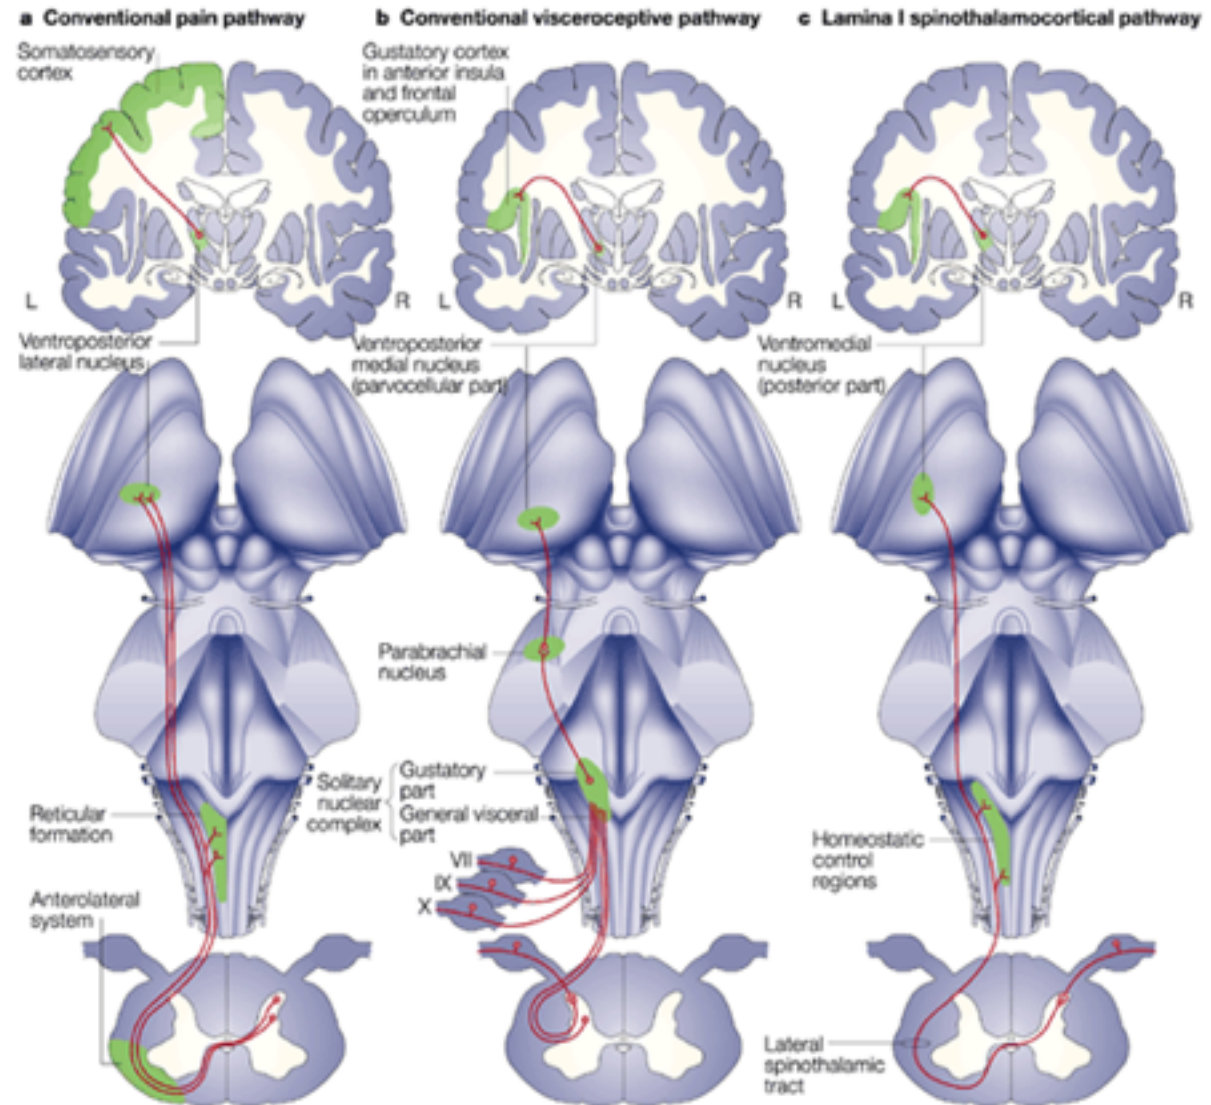 a Conventional pain pathway
Somatosensory
cortex
L
R
Ventroposterior
lateral nucleus
Reticular
formation
Anterolateral
system
b Conventional visceroceptive pathway
Gustatory cortex
in anterior insula
and frontal
operculum
L
R
Ventroposterior
medial nucleus
(parvocellular part)
Parabrachial
nucleus
Solitary
nuclear
complex
Gustatory
part
General visceral
part
VII
IX
X
c Lamina I spinothalamocortical pathway
L
R
Ventromedial
nucleus
(posterior part)
Homeostatic
control
regions
Lateral
spinothalamic
tract